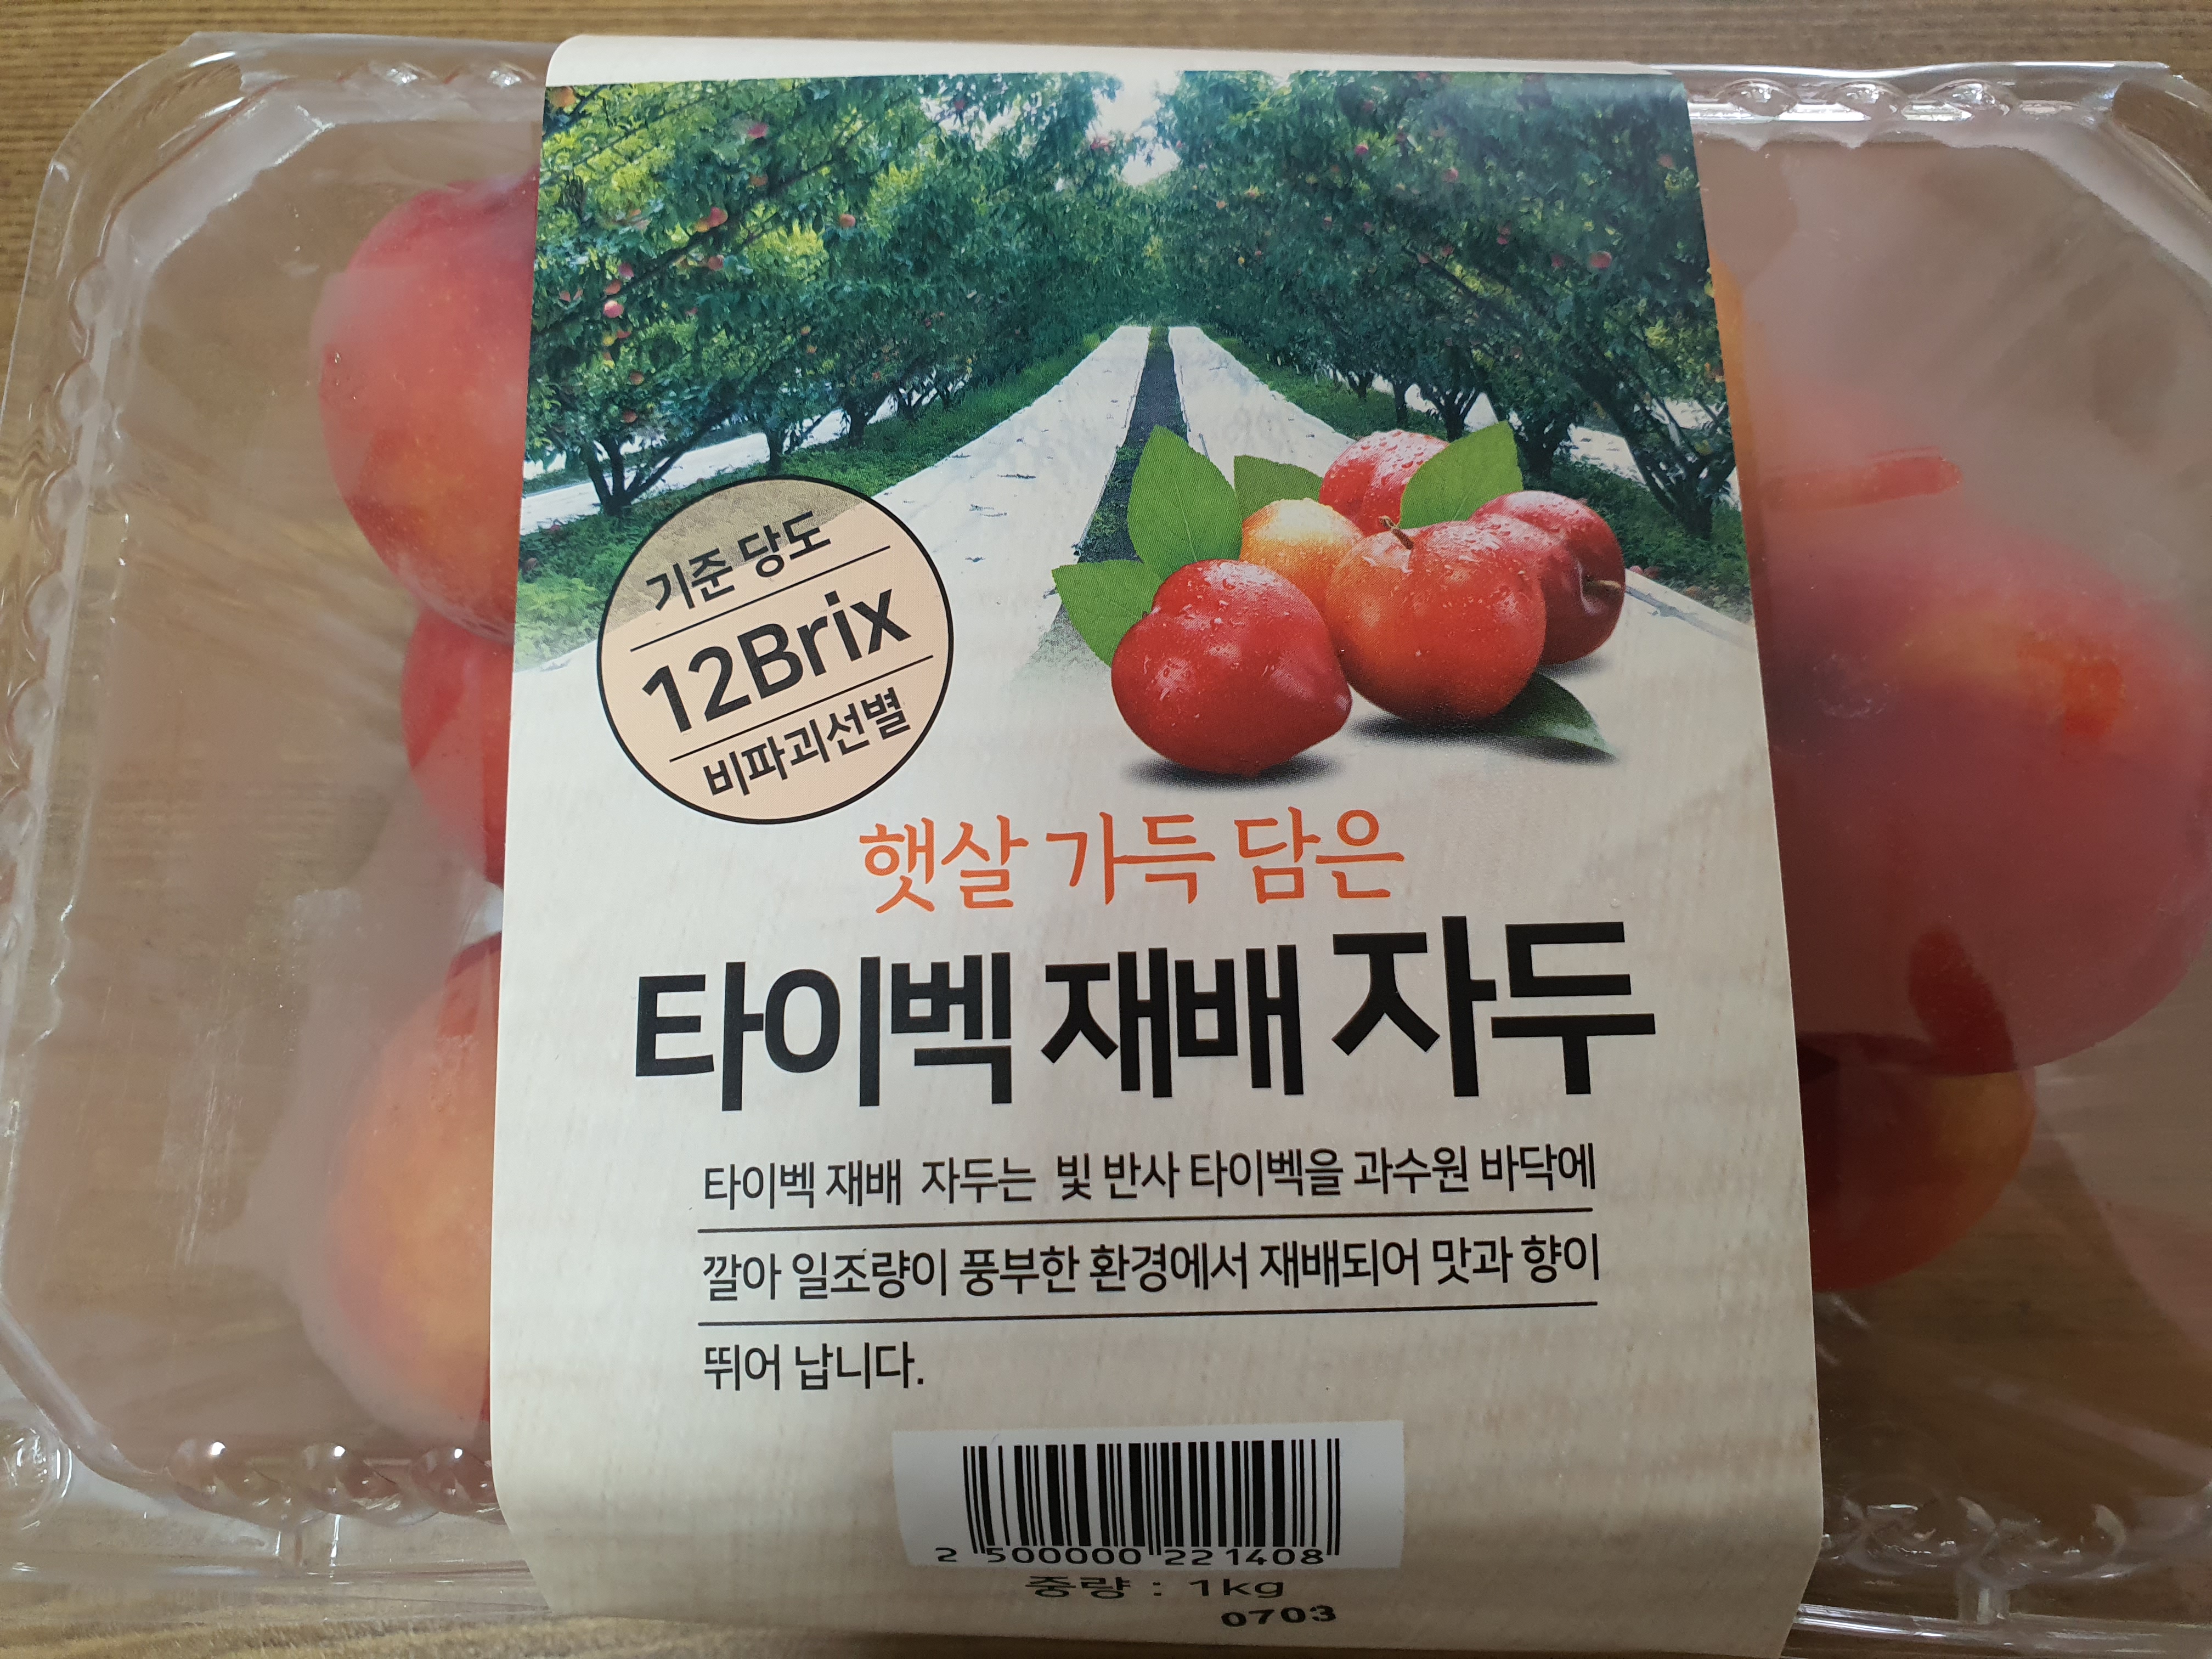 기준 당도
12Brix
비파괴선별
햇살 가득 담은
타이벡 재배 자두
타이벡 재배 자두는 빛 반사 타이벡을 과수원 바닥에
깔아 일조량이 풍부한 환경에서 재배되어 맛과 향이
뛰어 납니다.
2 500000 221408
중량 : 1kg
0703